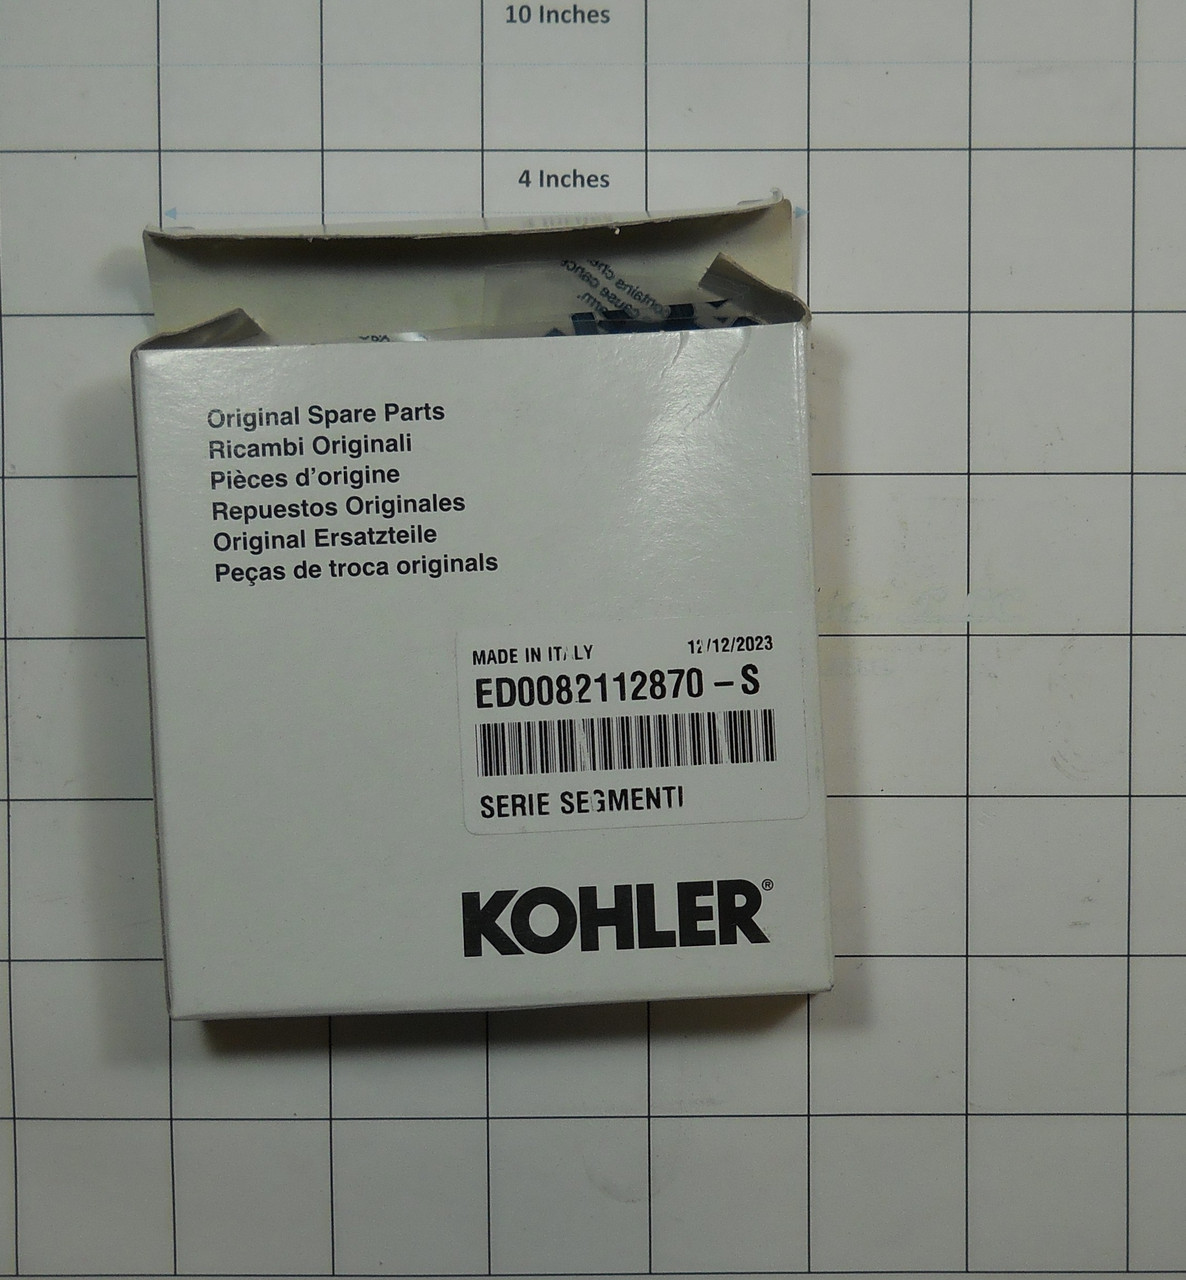 10 Inches
4 Inches
Original Spare Parts
Ricambi Originali
Pièces d'origine
Repuestos Originales
Original Ersatzteile
Peças de troca originals
MADE IN ITALY 12/12/2023
ED0082112870 – S
SERIE SEGMENTI
KOHLER®